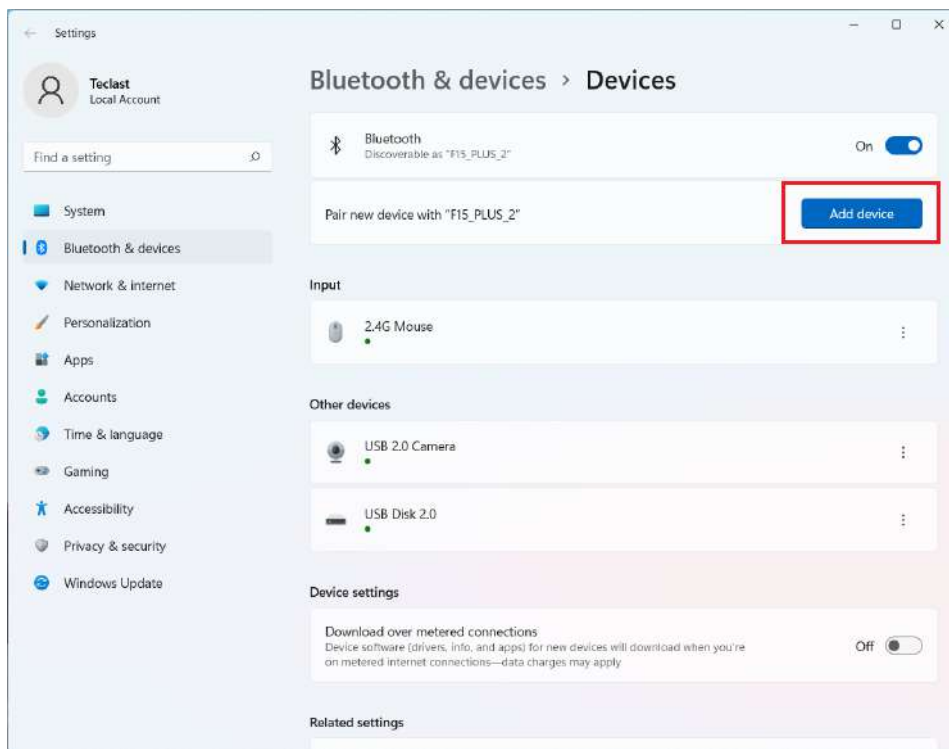 Settings
Teclast
Local Account
Find a setting
System
Bluetooth & devices
Network & internet
Personalization
Apps
Accounts
Time & language
Gaming
Accessibility
Privacy & security
Windows Update
Bluetooth & devices > Devices
Bluetooth
Discoverable as "F15_PLUS_2"
On
Pair new device with "F15_PLUS_2"
Add device
Input
2.4G Mouse
Other devices
USB 2.0 Camera
USB Disk 2.0
Device settings
Download over metered connections
Device software (drivers, info, and apps) for new devices will download when you're
on metered internet connections—data charges may apply
Off
Related settings